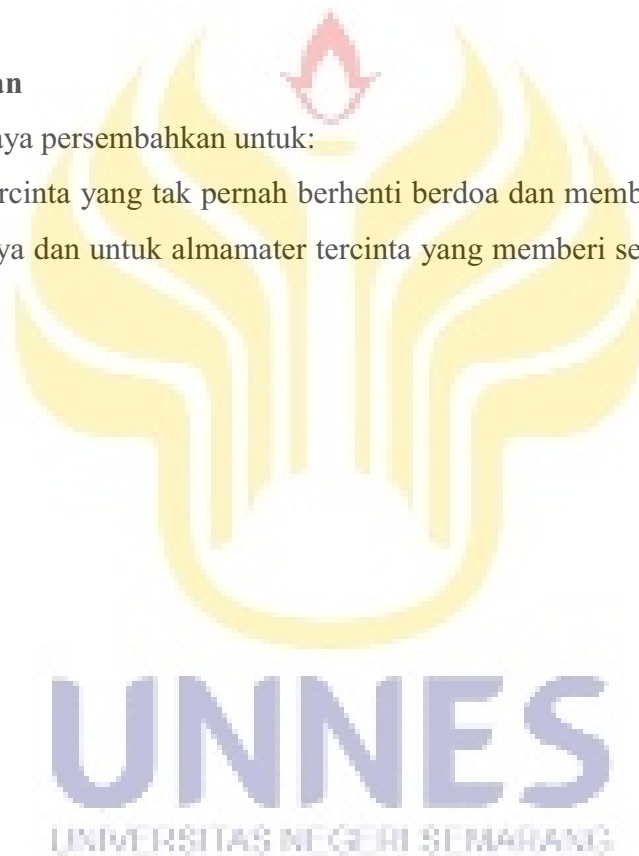 an
aya persembahkan untuk:
rcinta yang tak pernah berhenti berdoa dan memb
ya dan untuk almamater tercinta yang memberi se
UNNES
UNIVERSITAS NEGERI SEMARANG